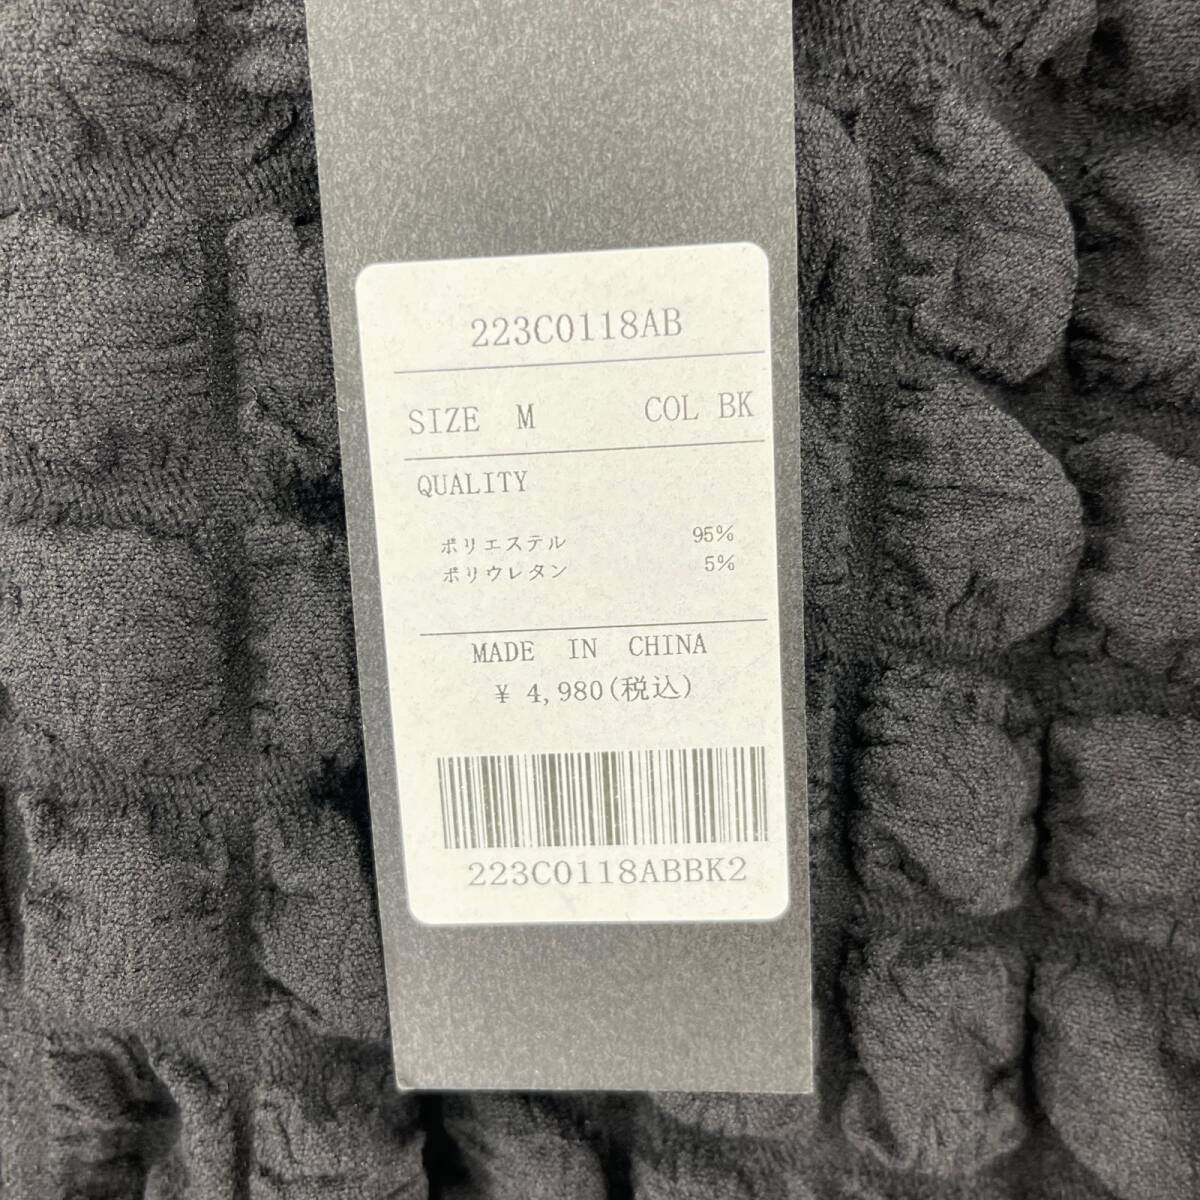 223C0118AB
SIZE M COL BK
QUALITY
ポリエステル 95%
ポリウレタン 5%
MADE IN CHINA
¥ 4,980(税込)
223C0118ABBK2